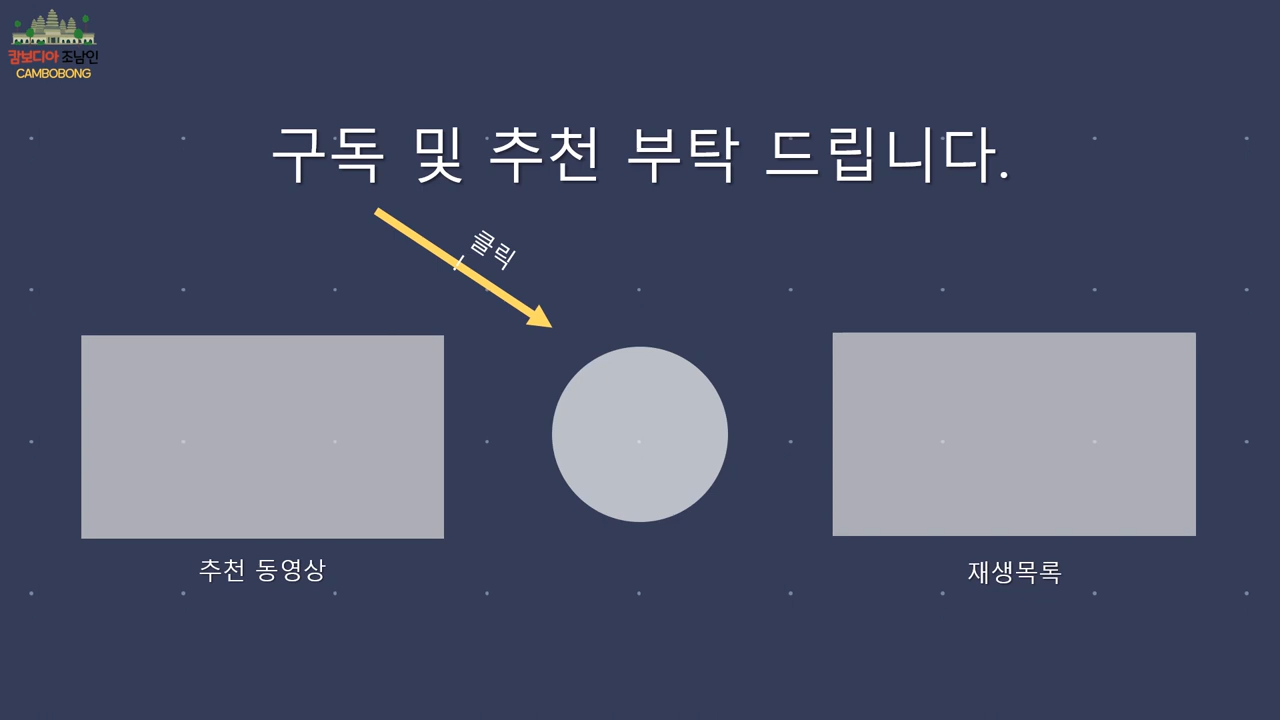 캄보디아 조남인
CAMBOBONG
구독 및 추천 부탁 드립니다.
클릭
추천 동영상
재생목록